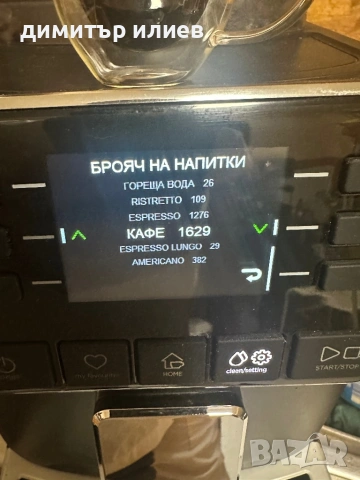 димитър илиев
БРОЯЧ НА НАПИТКИ
ГОРЕЩА ВОДА 26
RISTRETTO 109
ESPRESSO 1276
КАФЕ 1629
ESPRESSO LUNGO 29
AMERICANO 382
HOME
clean/setting
START/STOP
BAZAR